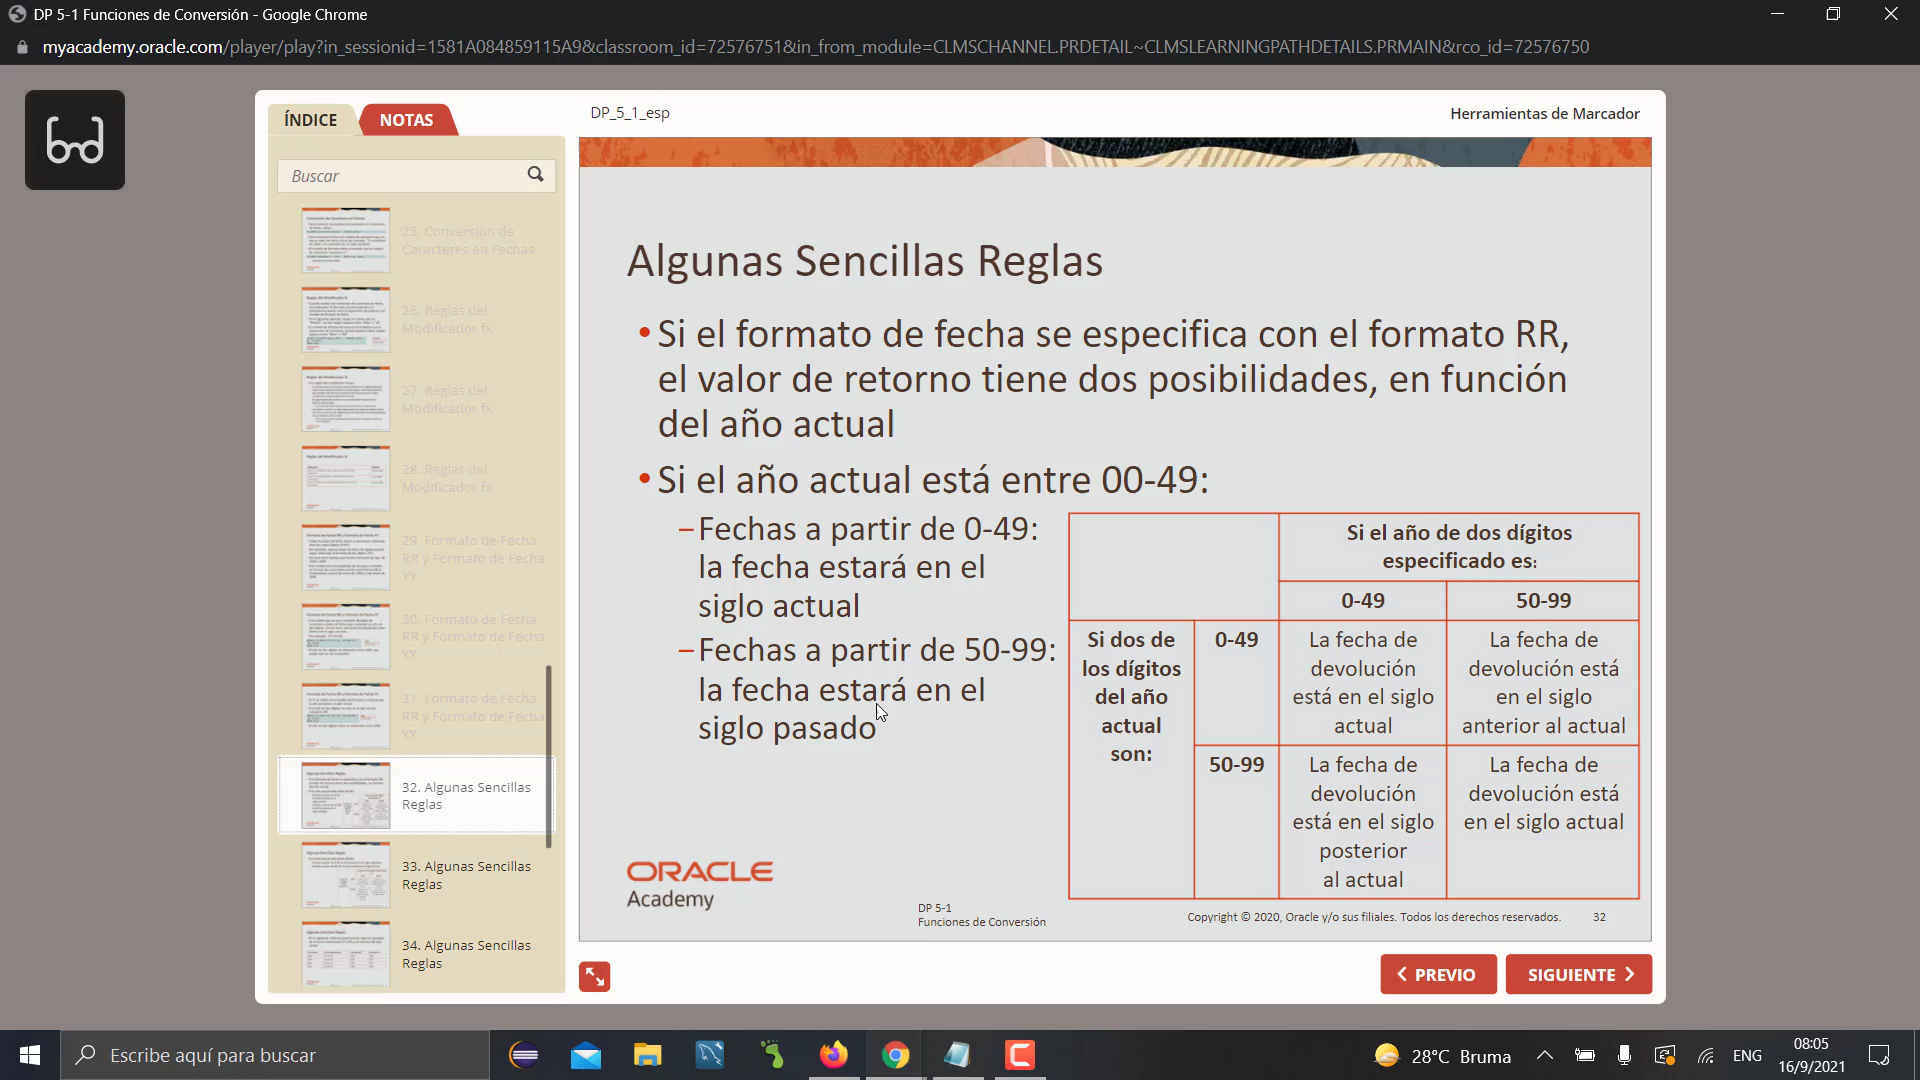 DP 5-1 Funciones de Conversión - Google Chrome
myacademy.oracle.com/player/play?in_sessionid=1581A084859115A9&classroom_id=72576751&in_from_module=CLMSCHANNEL.PRDETAIL~CLMSLEARNINGPATHDETAILS.PRMAIN&rco_id=72576750
ÍNDICE
NOTAS
DP_5_1_esp
Herramientas de Marcador
Buscar
25. Conversión de
Caracteres en Fechas
26. Reglas del
Modificador fx
27. Reglas del
Modificador fx
28. Reglas del
Modificador fx
29. Formato de Fecha
RR y Formato de Fecha
YY
30. Formato de Fecha
RR y Formato de Fecha
YY
31. Formato de Fecha
RR y Formato de Fecha
YY
32. Algunas Sencillas
Reglas
33. Algunas Sencillas
Reglas
34. Algunas Sencillas
Reglas
Algunas Sencillas Reglas
•Si el formato de fecha se especifica con el formato RR,
el valor de retorno tiene dos posibilidades, en función
del año actual
•Si el año actual está entre 00-49:
–Fechas a partir de 0-49:
la fecha estará en el
siglo actual
–Fechas a partir de 50-99:
la fecha estará en el
siglo pasado
Si el año de dos dígitos
especificado es:
0-49
50-99
Si dos de
los dígitos
del año
actual
son:
0-49
La fecha de
devolución
está en el siglo
actual
La fecha de
devolución está
en el siglo
anterior al actual
50-99
La fecha de
devolución
está en el siglo
posterior
al actual
La fecha de
devolución está
en el siglo actual
ORACLE
Academy
DP 5-1
Funciones de Conversión
Copyright © 2020, Oracle y/o sus filiales. Todos los derechos reservados.
32
PREVIO
SIGUIENTE
Escribe aquí para buscar
28°C Bruma
ENG
08:05
16/9/2021